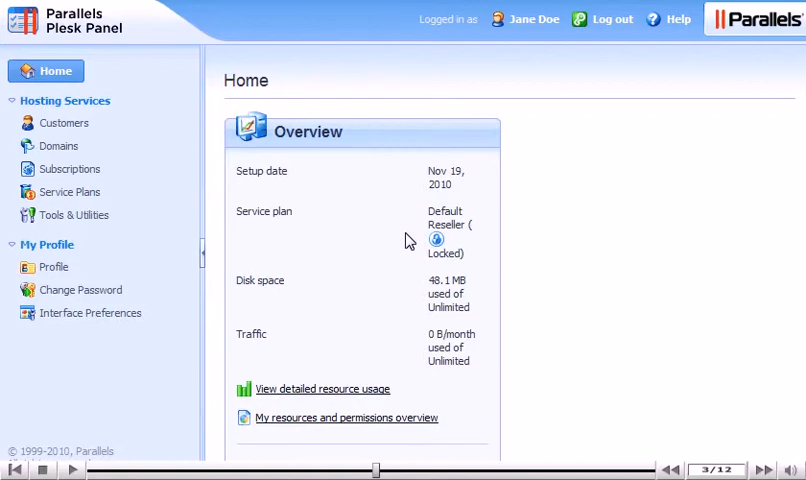 Parallels
Plesk Panel
Logged in as Jane Doe Log out Help
Parallels®
Home
Hosting Services
Customers
Domains
Subscriptions
Service Plans
Tools & Utilities
My Profile
Profile
Change Password
Interface Preferences
© 1999-2010, Parallels
Home
Overview
Setup date Nov 19,
2010
Service plan Default
Reseller (
Locked)
Disk space 48.1 MB
used of
Unlimited
Traffic 0 B/month
used of
Unlimited
View detailed resource usage
My resources and permissions overview
3/12